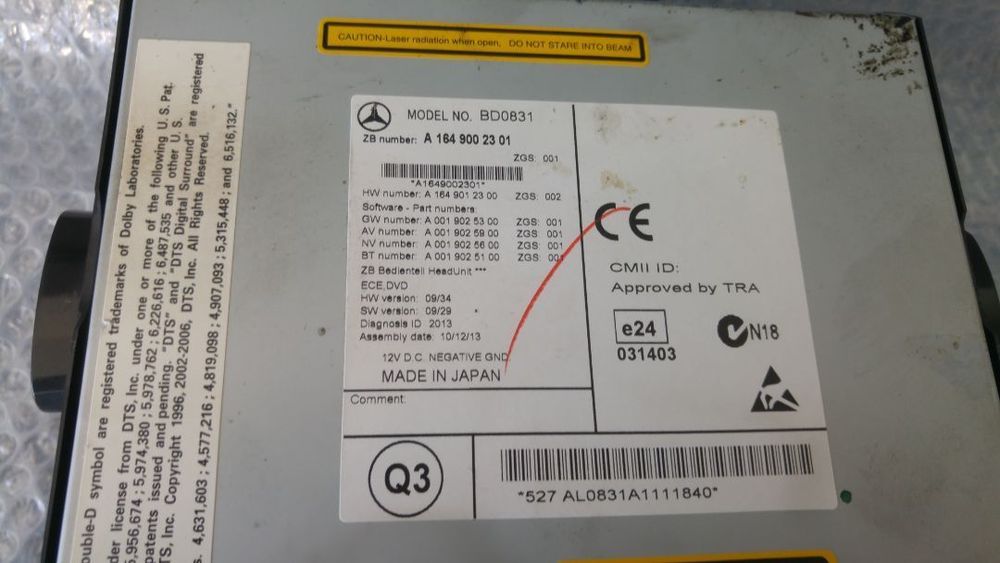 CAUTION-Laser radiation when open, DO NOT STARE INTO BEAM
MODEL NO. BD0831
ZB number: A 164 900 23 01
ZGS: 001
*A1649002301*
HW number: A 164 901 23 00 ZGS: 002
Software - Part numbers
GW number: A 001 902 53 00 ZGS: 001
AV number: A 001 902 59 00 ZGS: 001
NV number: A 001 902 56 00 ZGS: 001
BT number: A 001 902 51 00 ZGS: 001
ZB Bedienteil HeadUnit ***
ECE,DVD
HW version: 09/34
SW version: 09/29
Diagnosis ID 2013
Assembly date: 10/12/13
12V D.C. NEGATIVE GND
MADE IN JAPAN
Comment:
CE
CMII ID:
Approved by TRA
e24
031403
N18
Q3
*527 AL0831A1111840*
ouble-D symbol are registered trademarks of Dolby Laboratories.
der license from DTS, Inc. under one or more of the following U. S. Pat.
5,956,674 ; 5,974,380 ; 5,978,762 ; 6,226,616 ; 6,487,535 and other U. S.
patents issued and pending. "DTS" and "DTS Digital Surround" are registered
TS, Inc. Copyright 1996, 2002-2006, DTS, Inc. All Rights Reserved.
s. 4,631,603 ; 4,577,216 ; 4,819,098 ; 4,907,093 ; 5,315,448 ; and 6,516,132."